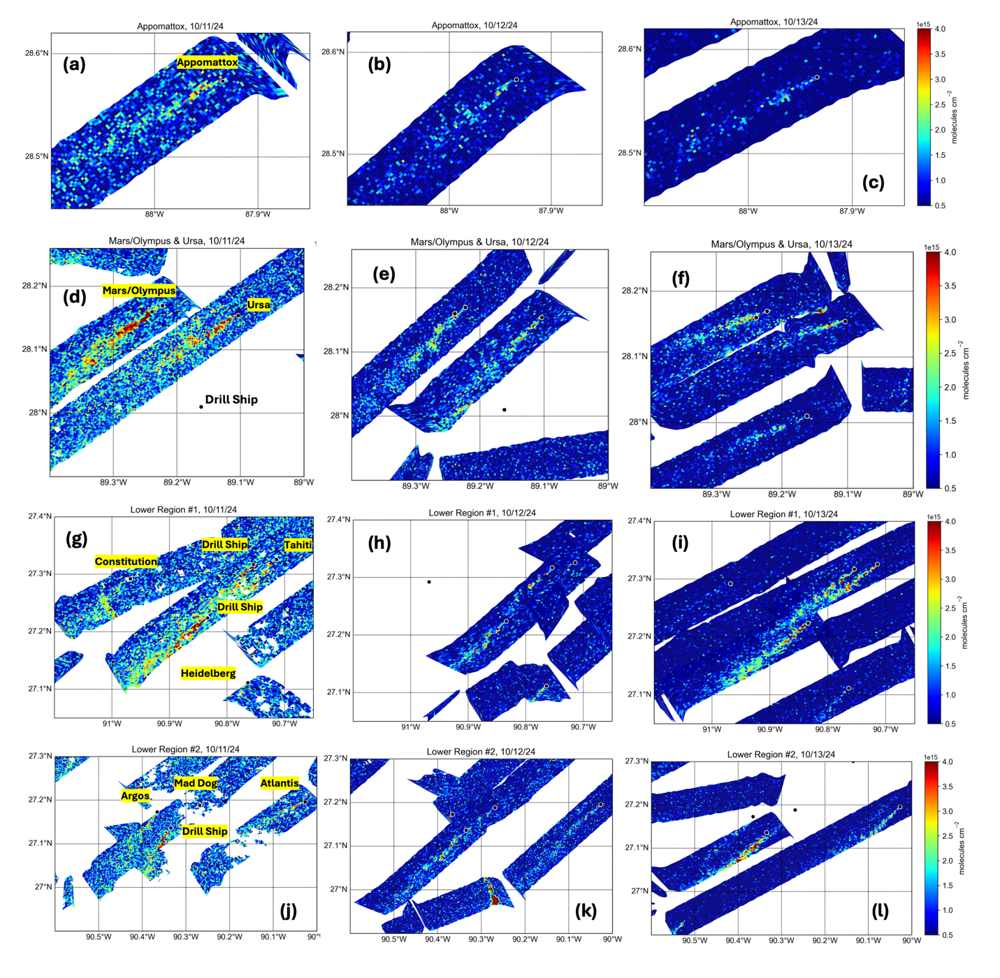 Appomattox, 10/11/24
28.6°N
28.5°N
88°W
87.9°W
(a)
Appomattox
Appomattox, 10/12/24
28.6°N
28.5°N
88°W
87.9°W
(b)
Appomattox, 10/13/24
28.6°N
28.5°N
88°W
87.9°W
(c)
1e15
4.0
3.5
3.0
2.5
2.0
1.5
1.0
0.5
molecules cm⁻²
Mars/Olympus & Ursa, 10/11/24
28.2°N
28.1°N
28°N
89.3°W
89.2°W
89.1°W
89°W
(d)
Mars/Olympus
Ursa
Drill Ship
Mars/Olympus & Ursa, 10/12/24
28.2°N
28.1°N
28°N
89.3°W
89.2°W
89.1°W
89°W
(e)
Mars/Olympus & Ursa, 10/13/24
28.2°N
28.1°N
28°N
89.3°W
89.2°W
89.1°W
89°W
(f)
1e15
4.0
3.5
3.0
2.5
2.0
1.5
1.0
0.5
molecules cm⁻²
Lower Region #1, 10/11/24
27.4°N
27.3°N
27.2°N
27.1°N
91°W
90.9°W
90.8°W
90.7°W
(g)
Drill Ship
Tahiti
Constitution
Drill Ship
Heidelberg
Lower Region #1, 10/12/24
27.4°N
27.3°N
27.2°N
27.1°N
91°W
90.9°W
90.8°W
90.7°W
(h)
Lower Region #1, 10/13/24
27.4°N
27.3°N
27.2°N
27.1°N
91°W
90.9°W
90.8°W
90.7°W
(i)
1e15
4.0
3.5
3.0
2.5
2.0
1.5
1.0
0.5
molecules cm⁻²
Lower Region #2, 10/11/24
27.3°N
27.2°N
27.1°N
27°N
90.5°W
90.4°W
90.3°W
90.2°W
90.1°W
90°
Mad Dog
Atlantis
Argos
Drill Ship
(j)
Lower Region #2, 10/12/24
27.3°N
27.2°N
27.1°N
27°N
90.5°W
90.4°W
90.3°W
90.2°W
90.1°W
90°W
(k)
Lower Region #2, 10/13/24
27.3°N
27.2°N
27.1°N
27°N
90.5°W
90.4°W
90.3°W
90.2°W
90.1°W
90°W
(l)
1e15
4.0
3.5
3.0
2.5
2.0
1.5
1.0
0.5
molecules cm⁻²